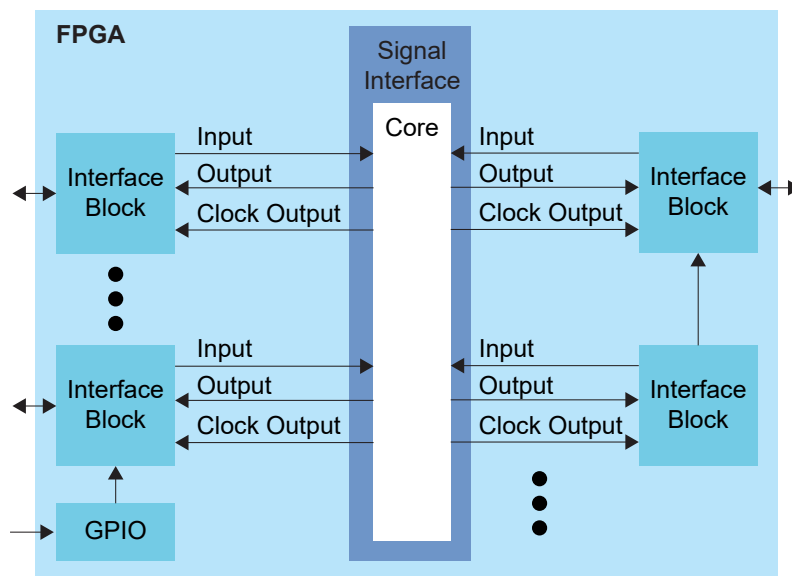 FPGA
Signal
Interface
Core
Interface
Block
Input
Output
Clock Output
Input
Output
Clock Output
Interface
Block
Interface
Block
Input
Output
Clock Output
Input
Output
Clock Output
Interface
Block
GPIO